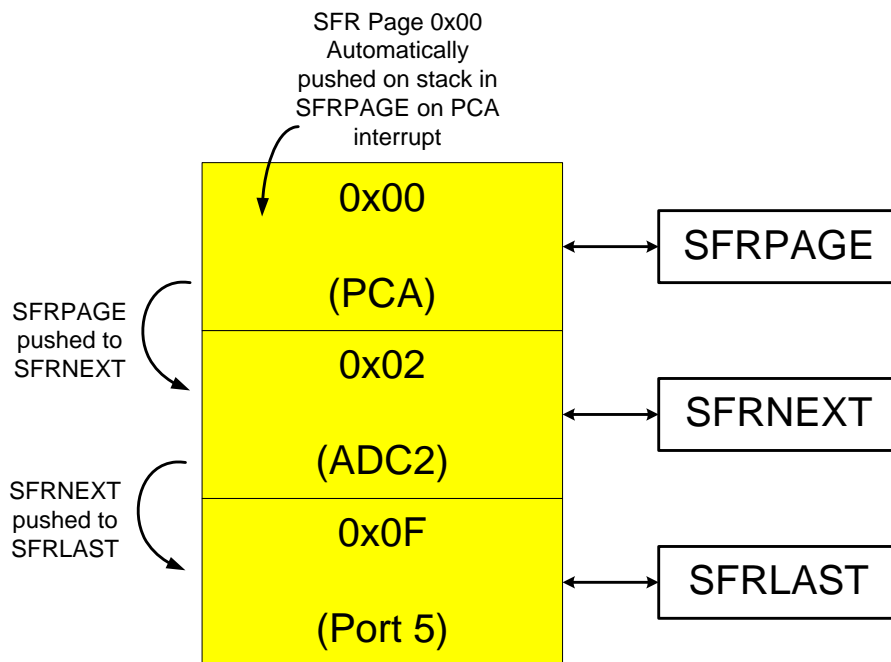 SFR Page 0x00
Automatically
pushed on stack in
SFRPAGE on PCA
interrupt
0x00
(PCA)
SFRPAGE
SFRPAGE
pushed to
SFRNEXT
0x02
(ADC2)
SFRNEXT
SFRNEXT
pushed to
SFRLAST
0x0F
(Port 5)
SFRLAST